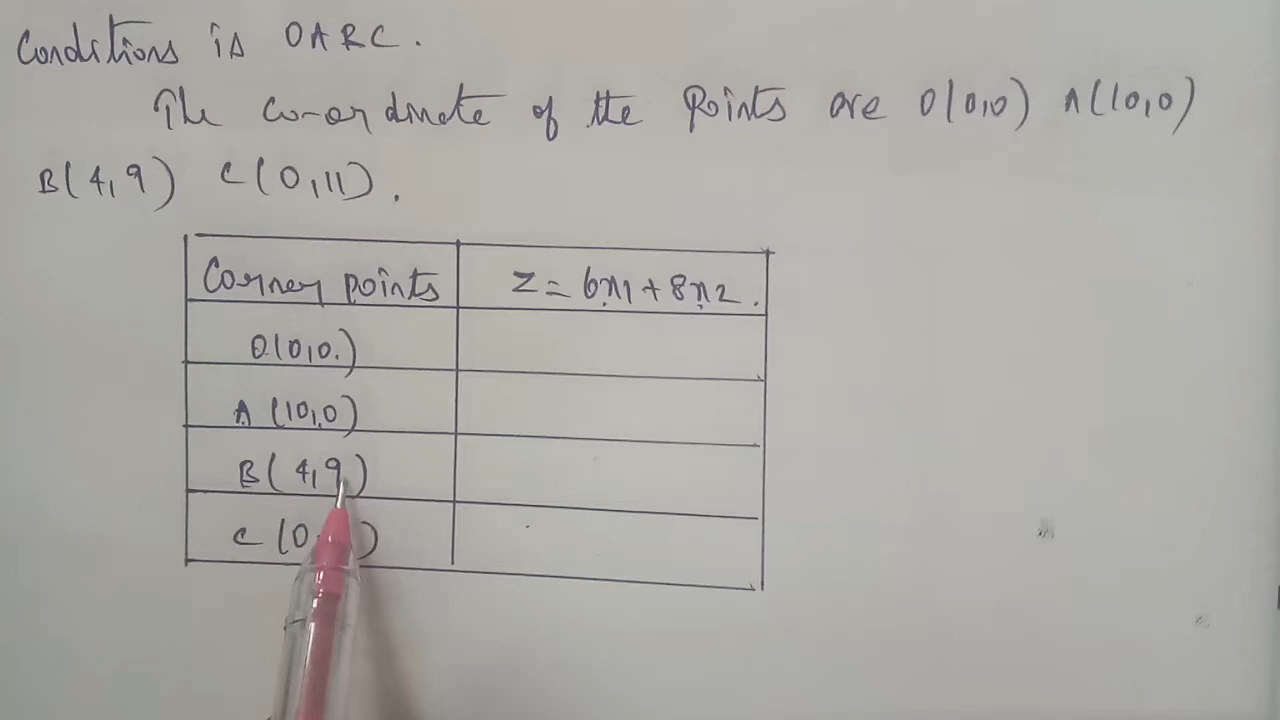 Conditions is OABC.
The co-ordinate of the points are O(0,0) A(10,0)
B(4,9) C(0,11).
Corner points Z = 6x1 + 8x2.
O(0,0)
A (10,0)
B (4,9)
C (0,